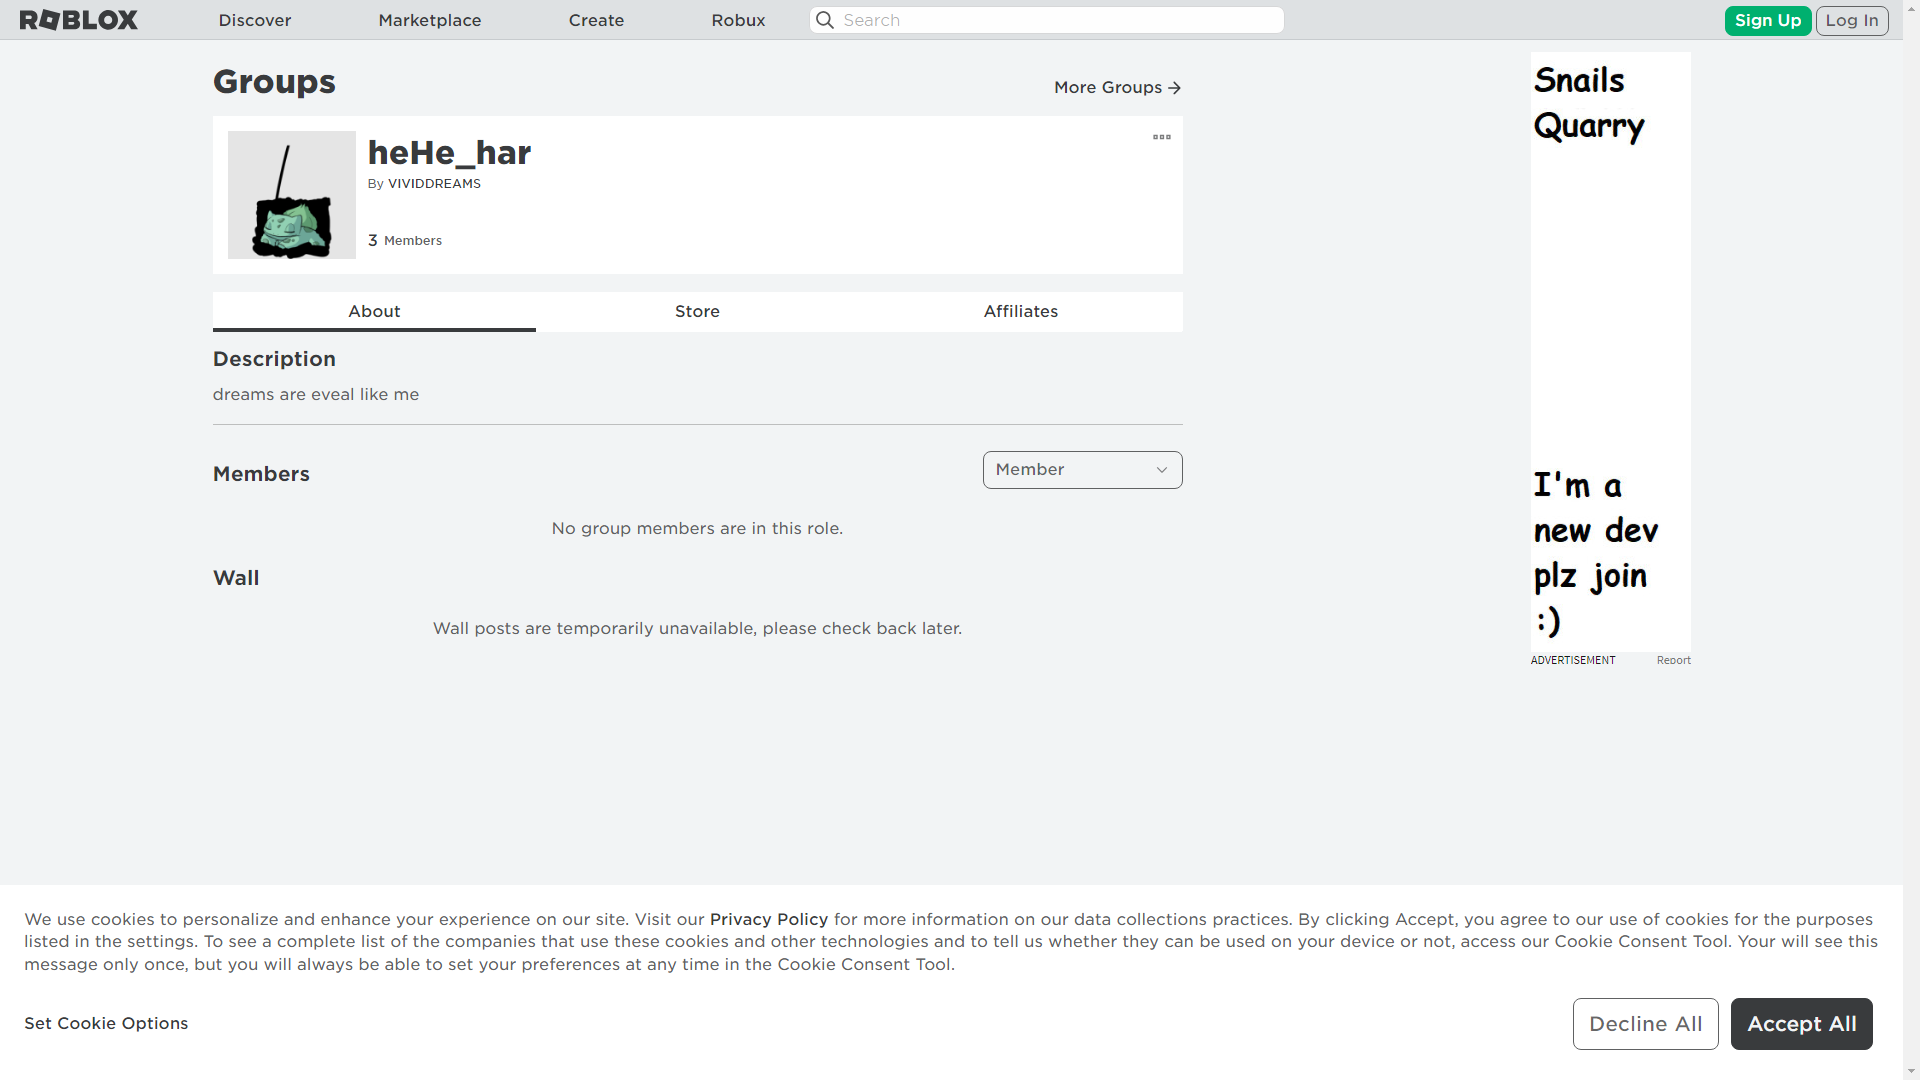 ROBLOX
Discover
Marketplace
Create
Robux
Search
Sign Up
Log In
Groups
More Groups
heHe_har
By VIVIDDREAMS
3 Members
About
Store
Affiliates
Description
dreams are eveal like me
Members
Member
No group members are in this role.
Wall
Wall posts are temporarily unavailable, please check back later.
Snails
Quarry
I'm a
new dev
plz join
:)
ADVERTISEMENT
Report
We use cookies to personalize and enhance your experience on our site. Visit our Privacy Policy for more information on our data collections practices. By clicking Accept, you agree to our use of cookies for the purposes
listed in the settings. To see a complete list of the companies that use these cookies and other technologies and to tell us whether they can be used on your device or not, access our Cookie Consent Tool. Your will see this
message only once, but you will always be able to set your preferences at any time in the Cookie Consent Tool.
Set Cookie Options
Decline All
Accept All